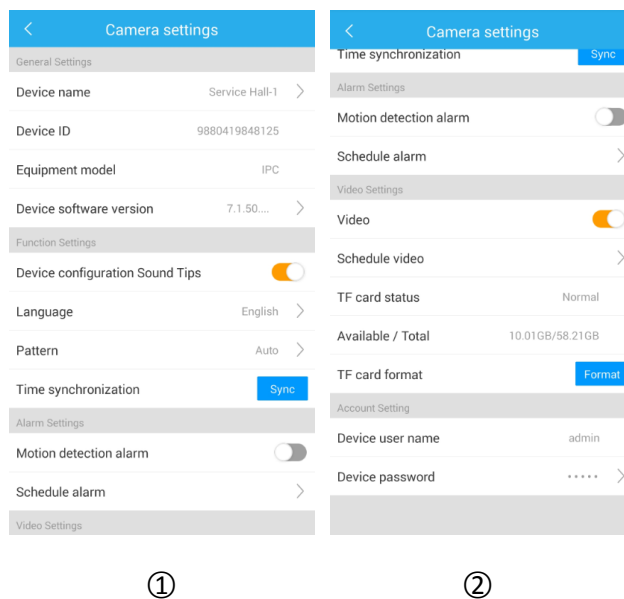 Camera settings
General Settings
Device name Service Hall-1
Device ID 9880419848125
Equipment model IPC
Device software version 7.1.50....
Function Settings
Device configuration Sound Tips
Language English
Pattern Auto
Time synchronization Sync
Alarm Settings
Motion detection alarm
Schedule alarm
Video Settings
①
Camera settings
Time synchronization Sync
Alarm Settings
Motion detection alarm
Schedule alarm
Video Settings
Video
Schedule video
TF card status Normal
Available / Total 10.01GB/58.21GB
TF card format Format
Account Setting
Device user name admin
Device password •••••
②